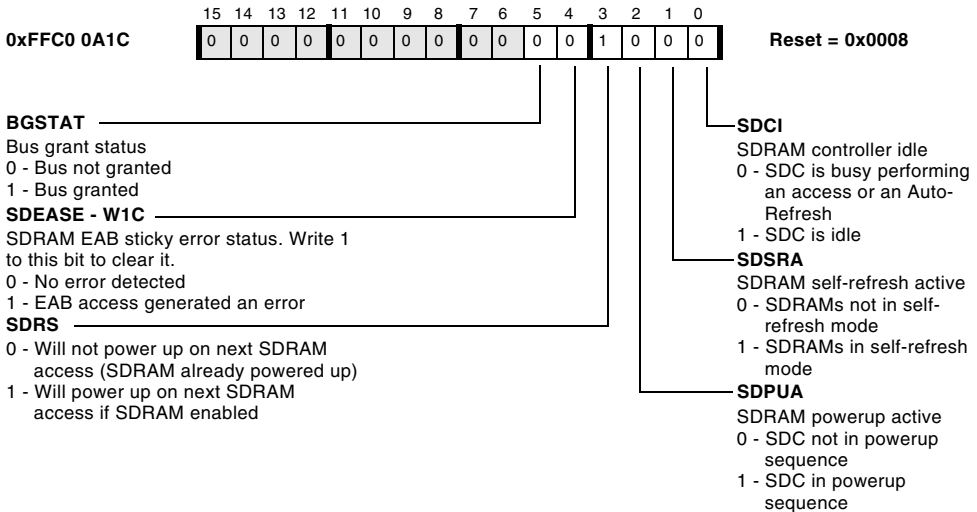 15 14 13 12 11 10 9 8 7 6 5 4 3 2 1 0
0xFFC0 0A1C
0 0 0 0 0 0 0 0 0 0 0 0 1 0 0 0
Reset = 0x0008
BGSTAT
Bus grant status
0 - Bus not granted
1 - Bus granted
SDEASE - W1C
SDRAM EAB sticky error status. Write 1
to this bit to clear it.
0 - No error detected
1 - EAB access generated an error
SDRS
0 - Will not power up on next SDRAM
access (SDRAM already powered up)
1 - Will power up on next SDRAM
access if SDRAM enabled
SDCI
SDRAM controller idle
0 - SDC is busy performing
an access or an Auto-
Refresh
1 - SDC is idle
SDSRA
SDRAM self-refresh active
0 - SDRAMs not in self-
refresh mode
1 - SDRAMs in self-refresh
mode
SDPUA
SDRAM powerup active
0 - SDC not in powerup
sequence
1 - SDC in powerup
sequence